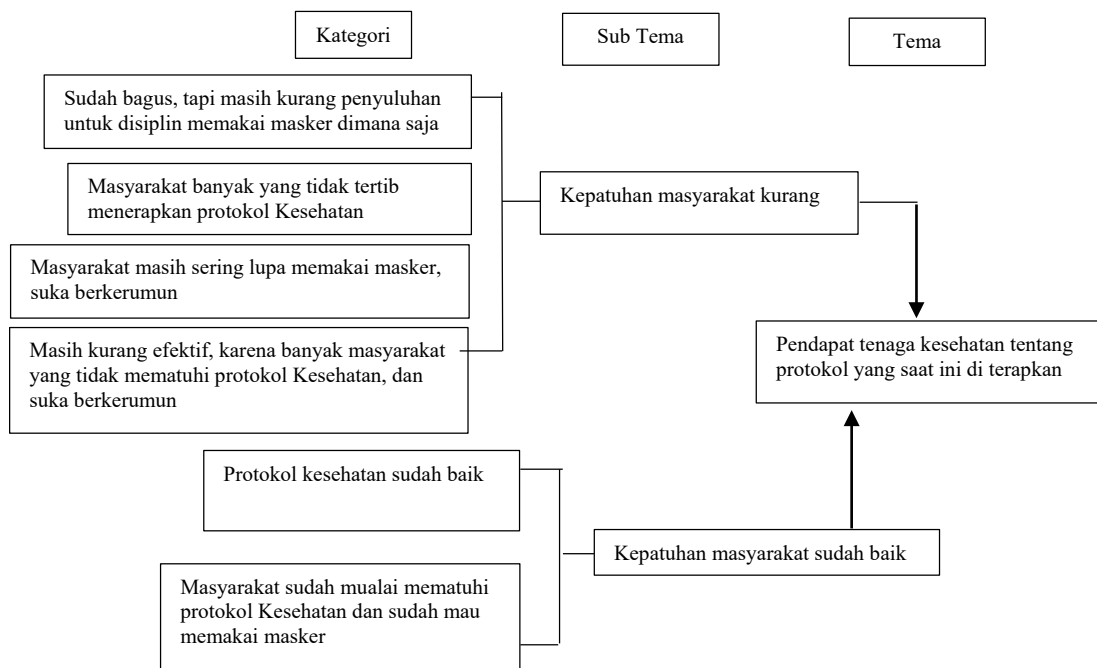 Kategori
Sub Tema
Tema
Sudah bagus, tapi masih kurang penyuluhan
untuk disiplin memakai masker dimana saja
Masyarakat banyak yang tidak tertib
menerapkan protokol Kesehatan
Masyarakat masih sering lupa memakai masker,
suka berkerumun
Masih kurang efektif, karena banyak masyarakat
yang tidak mematuhi protokol Kesehatan, dan
suka berkerumun
Kepatuhan masyarakat kurang
Pendapat tenaga kesehatan tentang
protokol yang saat ini di terapkan
Protokol kesehatan sudah baik
Masyarakat sudah mualai mematuhi
protokol Kesehatan dan sudah mau
memakai masker
Kepatuhan masyarakat sudah baik